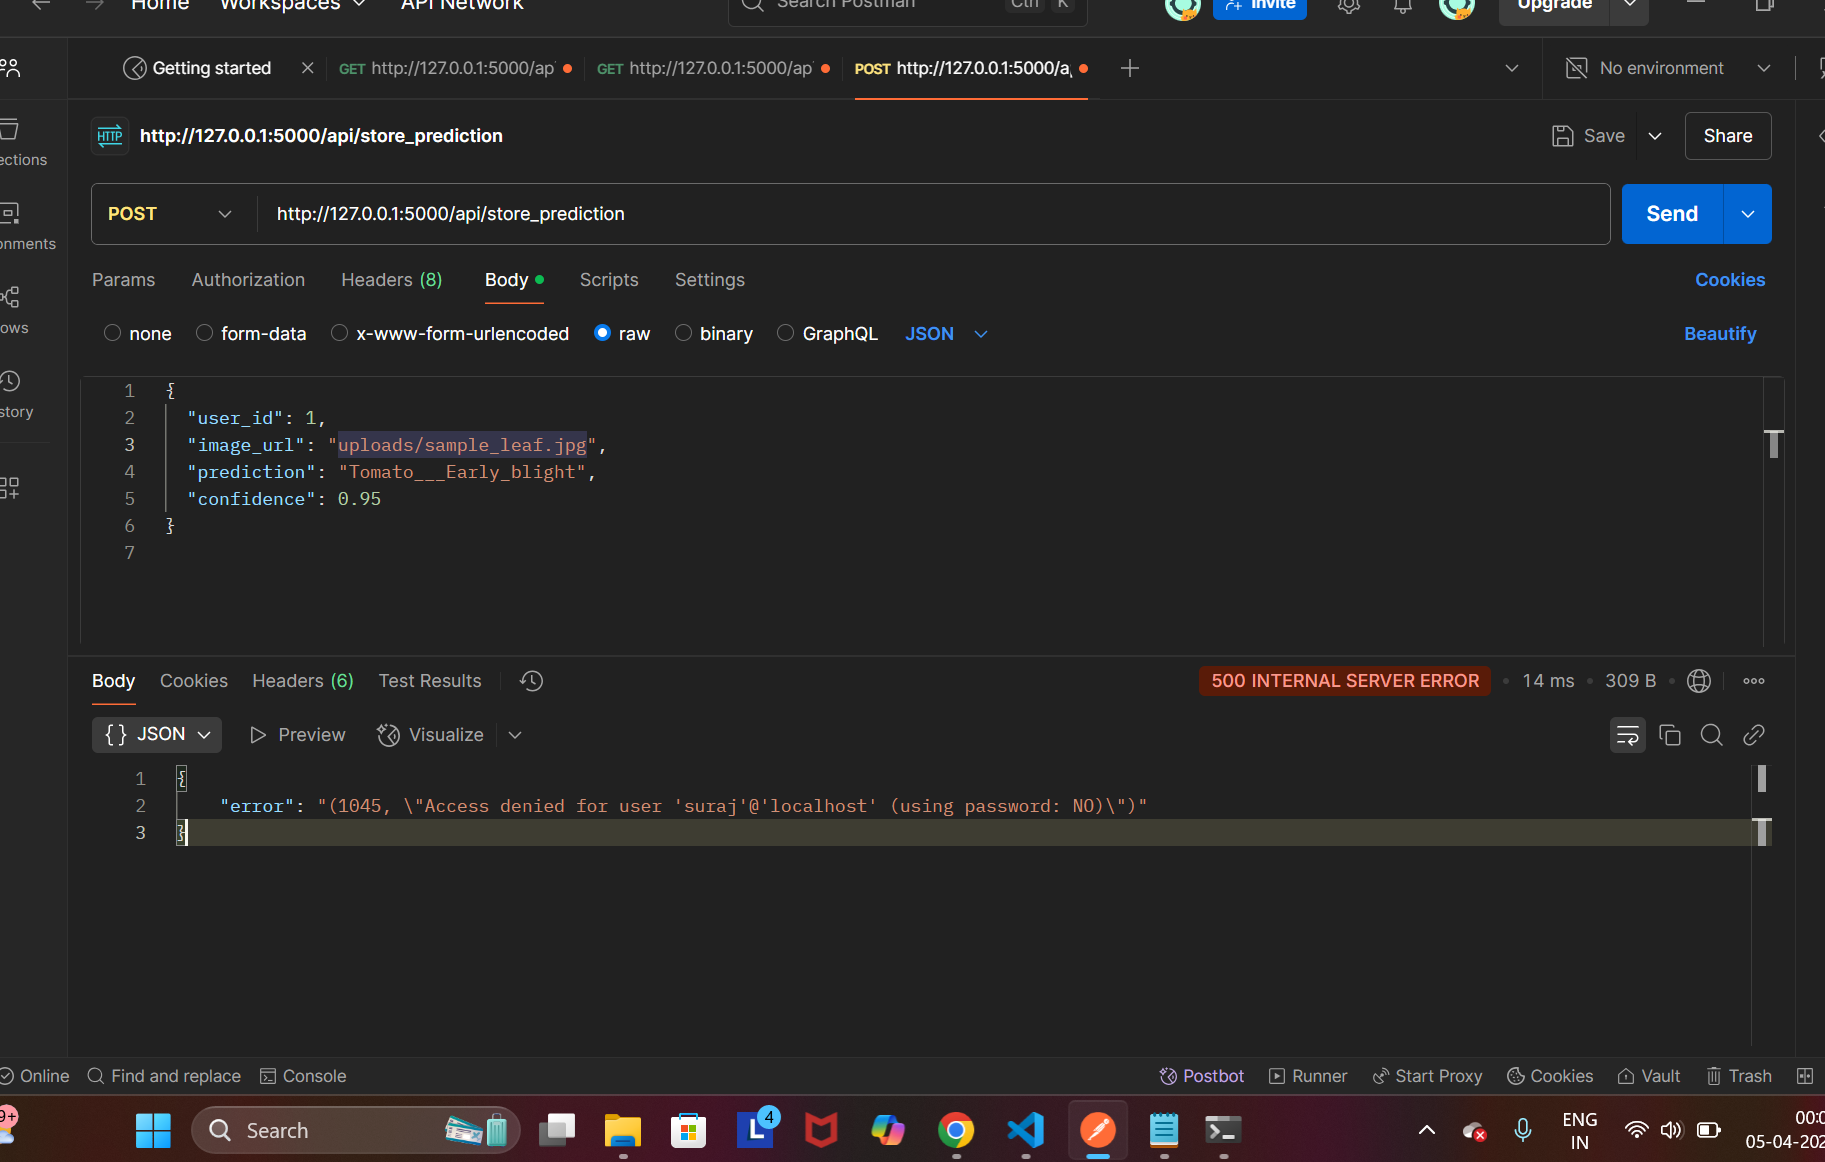 Home Workspaces API Network Search Postman Ctrl K Invite Upgrade
Getting started GET http://127.0.0.1:5000/ap GET http://127.0.0.1:5000/ap POST http://127.0.0.1:5000/a No environment
HTTP http://127.0.0.1:5000/api/store_prediction Save Share
ections
POST http://127.0.0.1:5000/api/store_prediction Send
onments
Params Authorization Headers (8) Body Scripts Settings Cookies
ows
none form-data x-www-form-urlencoded raw binary GraphQL JSON Beautify
story
1 {
2 "user_id": 1,
3 "image_url": "uploads/sample_leaf.jpg",
4 "prediction": "Tomato___Early_blight",
5 "confidence": 0.95
6 }
7
Body Cookies Headers (6) Test Results 500 INTERNAL SERVER ERROR • 14 ms • 309 B
{} JSON Preview Visualize
1 {
2 "error": "(1045, \"Access denied for user 'suraj'@'localhost' (using password: NO)\")"
3 }
Online Find and replace Console Postbot Runner Start Proxy Cookies Vault Trash
9+ Search L 4 ENG
IN
00:0
05-04-202